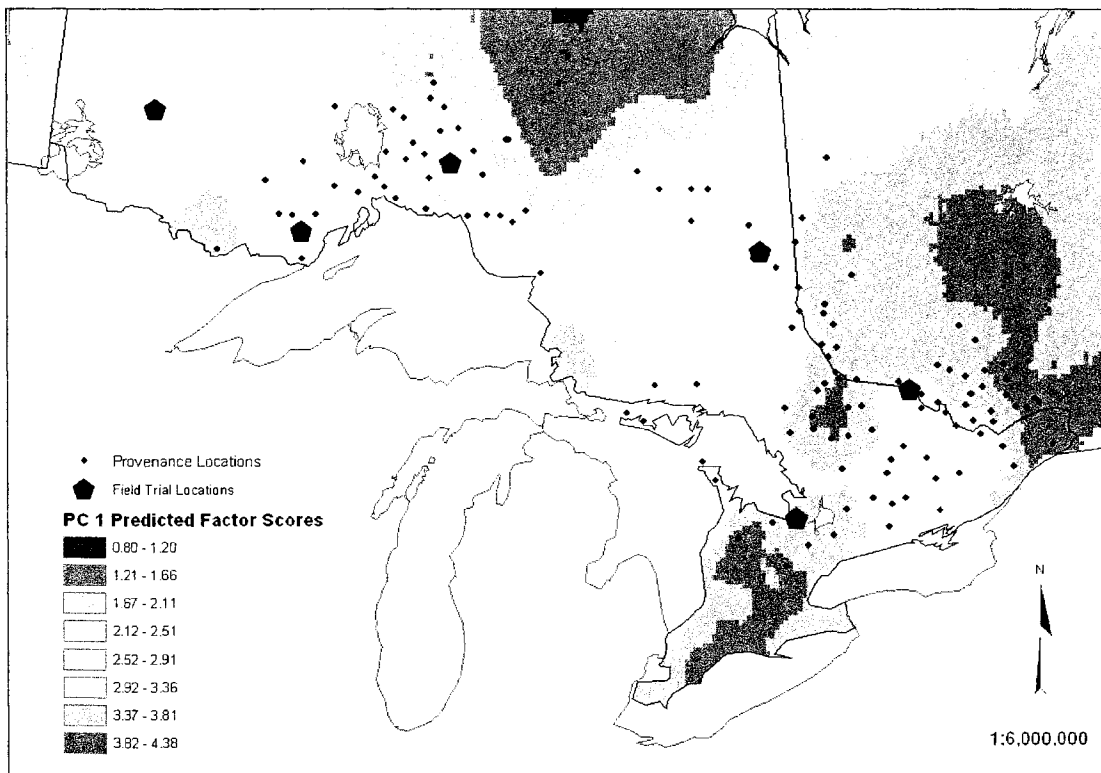 Provenance Locations
Field Trial Locations
PC 1 Predicted Factor Scores
0.80 - 1.20
1.21 - 1.66
1.67 - 2.11
2.12 - 2.51
2.52 - 2.91
2.92 - 3.36
3.37 - 3.81
3.82 - 4.38
N
1:6,000,000